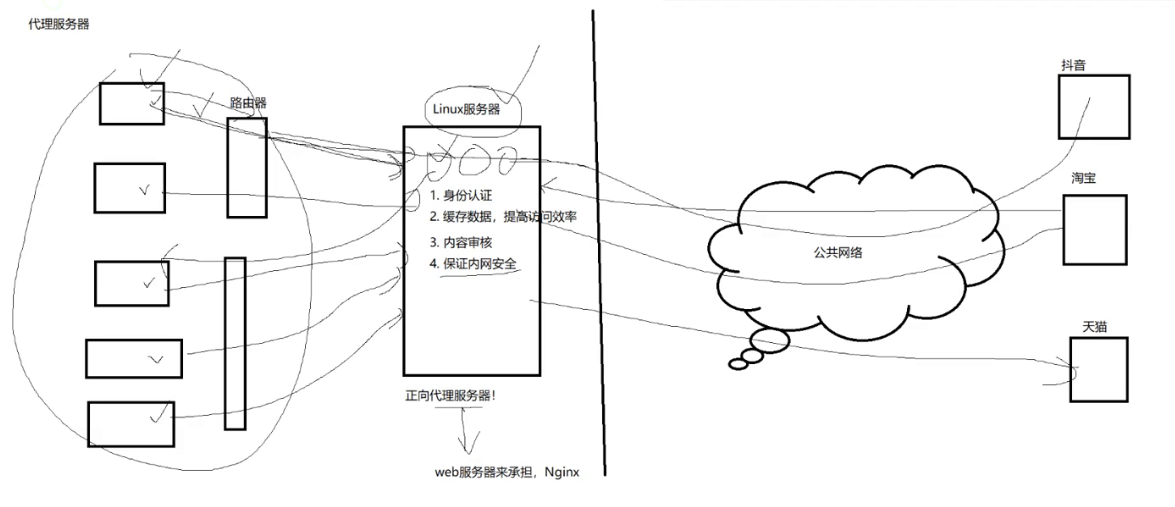 代理服务器
路由器
Linux服务器
1. 身份认证
2. 缓存数据，提高访问效率
3. 内容审核
4. 保证内网安全
正向代理服务器！
web服务器来承担，Nginx
公共网络
抖音
淘宝
天猫